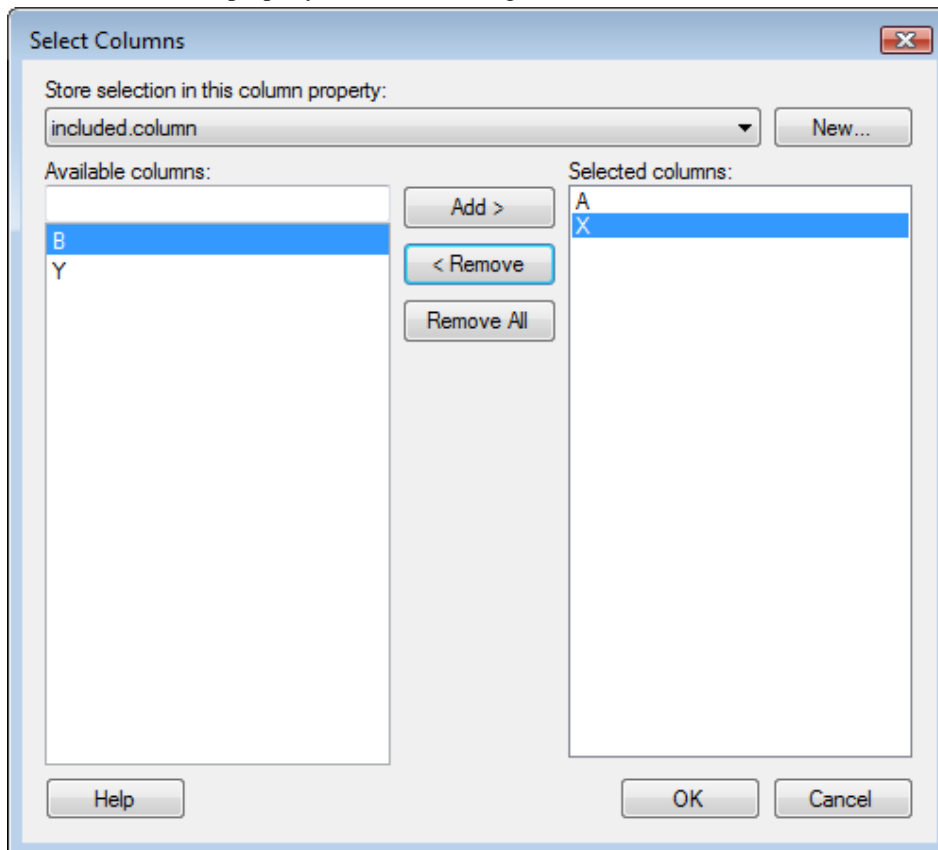 Select Columns
Store selection in this column property:
included.column
New...
Available columns:
Selected columns:
Add >
A
X
B
Y
< Remove
Remove All
Help
OK
Cancel